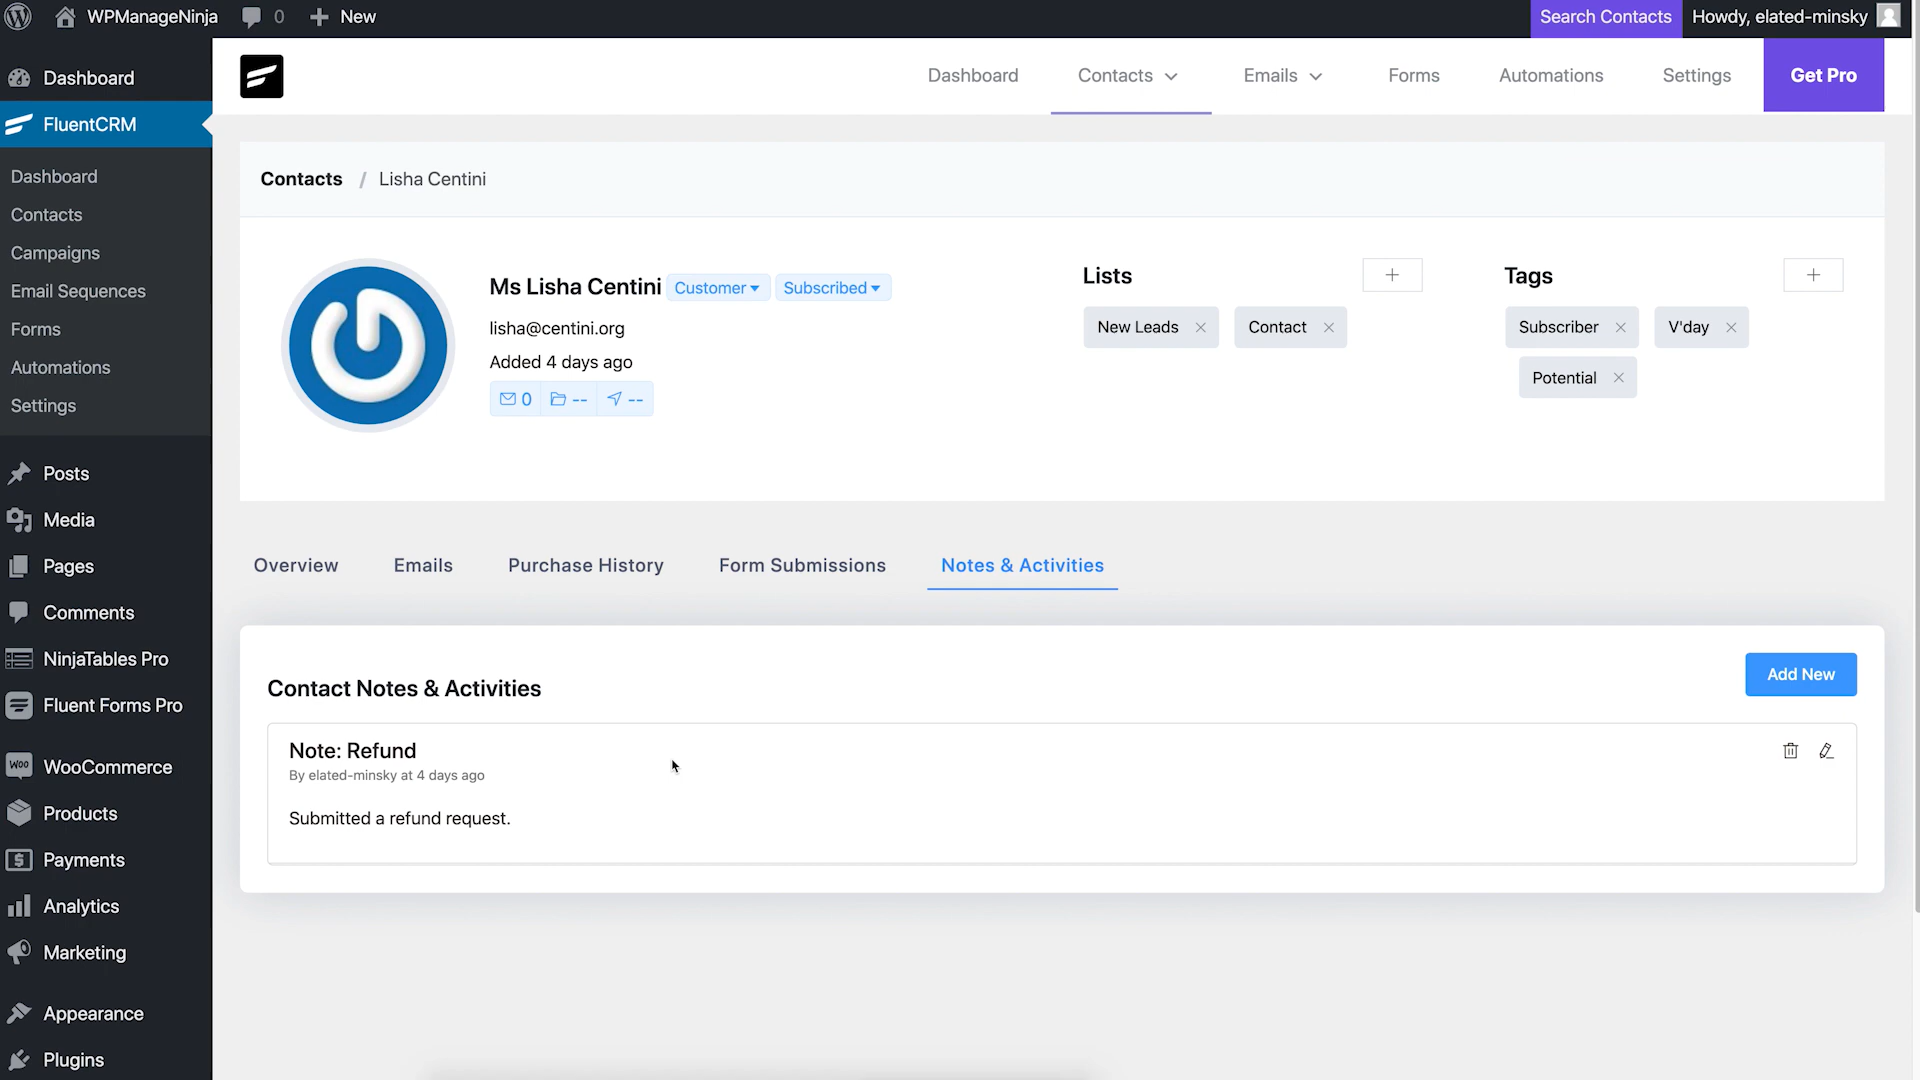 WPManageNinja 0 New Search Contacts Howdy, elated-minsky
Dashboard
FluentCRM
Dashboard
Contacts
Campaigns
Email Sequences
Forms
Automations
Settings
Posts
Media
Pages
Comments
NinjaTables Pro
Fluent Forms Pro
WooCommerce
Products
Payments
Analytics
Marketing
Appearance
Plugins
Dashboard Contacts Emails Forms Automations Settings Get Pro
Contacts / Lisha Centini
Ms Lisha Centini Customer Subscribed
lisha@centini.org
Added 4 days ago
0 -- --
Lists +
New Leads Contact
Tags +
Subscriber V'day
Potential
Overview Emails Purchase History Form Submissions Notes & Activities
Contact Notes & Activities Add New
Note: Refund
By elated-minsky at 4 days ago
Submitted a refund request.